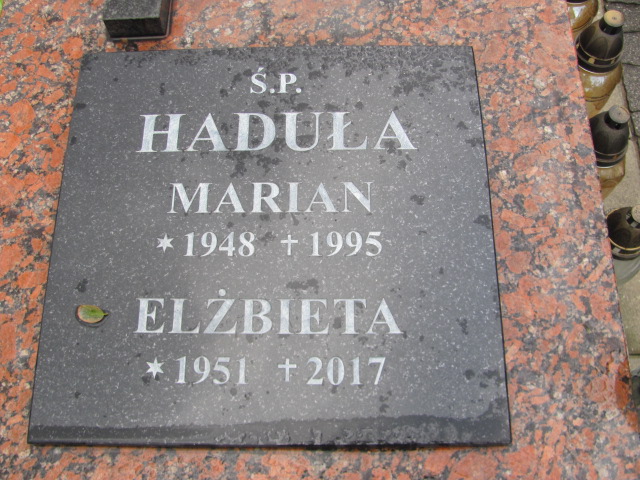 Ś.P.
HADUŁA
MARIAN
* 1948 † 1995
ELŻBIETA
* 1951 † 2017